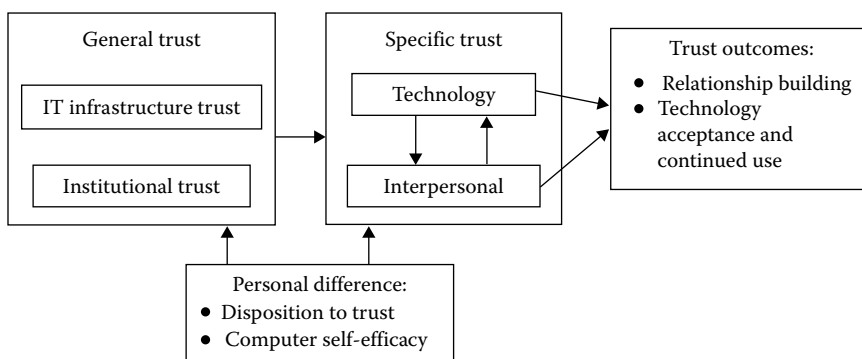 General trust
IT infrastructure trust
Institutional trust
Specific trust
Technology
Interpersonal
Trust outcomes:
● Relationship building
● Technology
acceptance and
continued use
Personal difference:
● Disposition to trust
● Computer self-efficacy